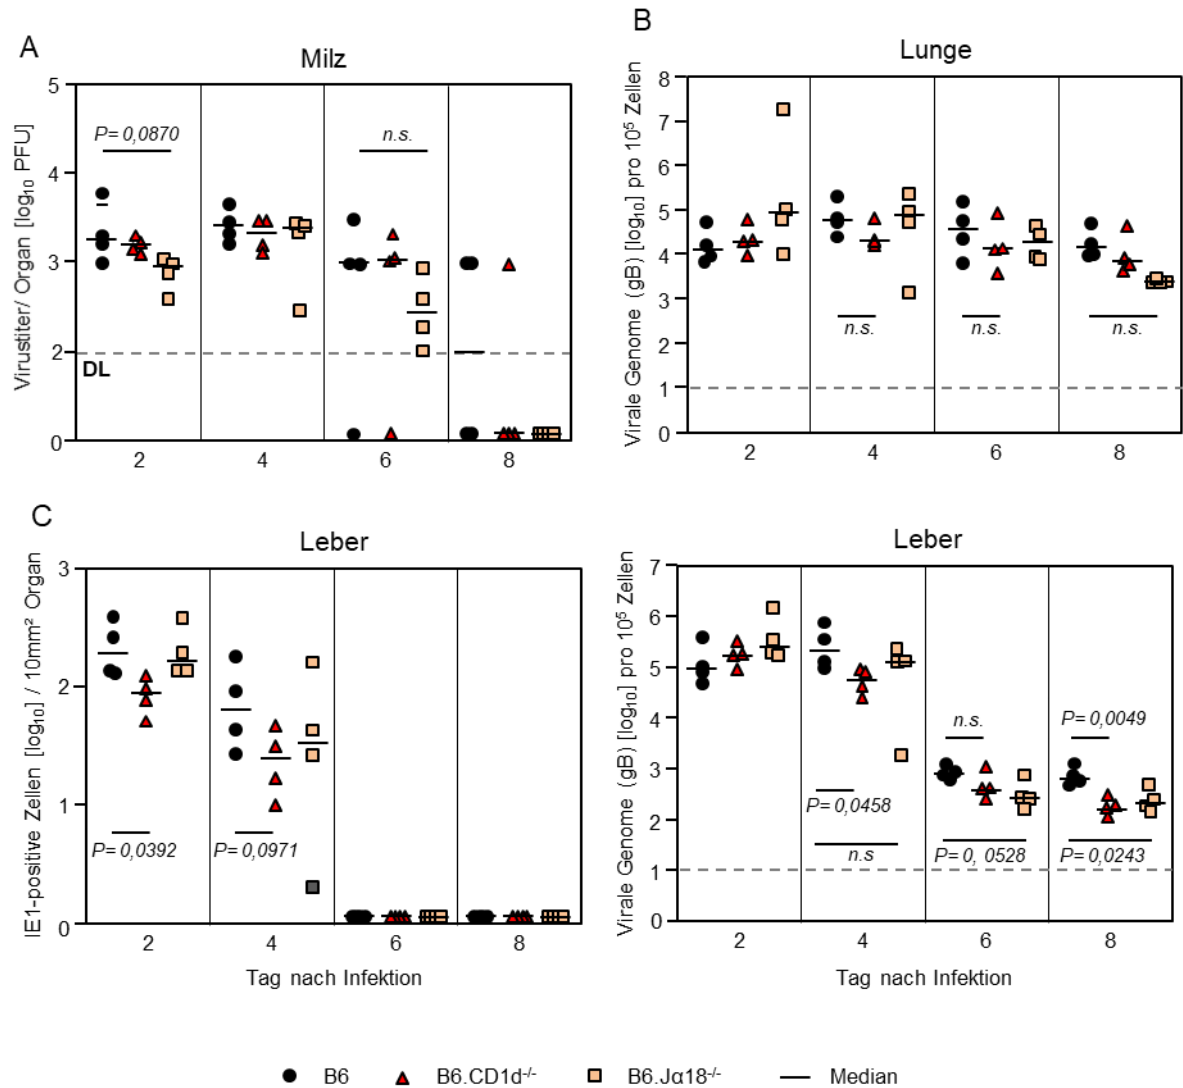 A
Milz
Virustiter/ Organ [log₁₀ PFU]
5
4
3
2
0
P= 0,0870
n.s.
DL
2 4 6 8
B
Lunge
Virale Genome (gB) [log₁₀] pro 10⁵ Zellen
8
7
6
5
4
3
2
1
0
n.s. n.s. n.s.
2 4 6 8
C
Leber
IE1-positive Zellen [log₁₀] / 10mm² Organ
3
2
1
0
P= 0,0392 P= 0,0971
2 4 6 8
Tag nach Infektion
Leber
Virale Genome (gB) [log₁₀] pro 10⁵ Zellen
7
6
5
4
3
2
1
0
n.s. P= 0,0049
P= 0,0458
n.s P= 0, 0528 P= 0,0243
2 4 6 8
Tag nach Infektion
B6 B6.CD1d⁻/⁻ B6.Jα18⁻/⁻ Median